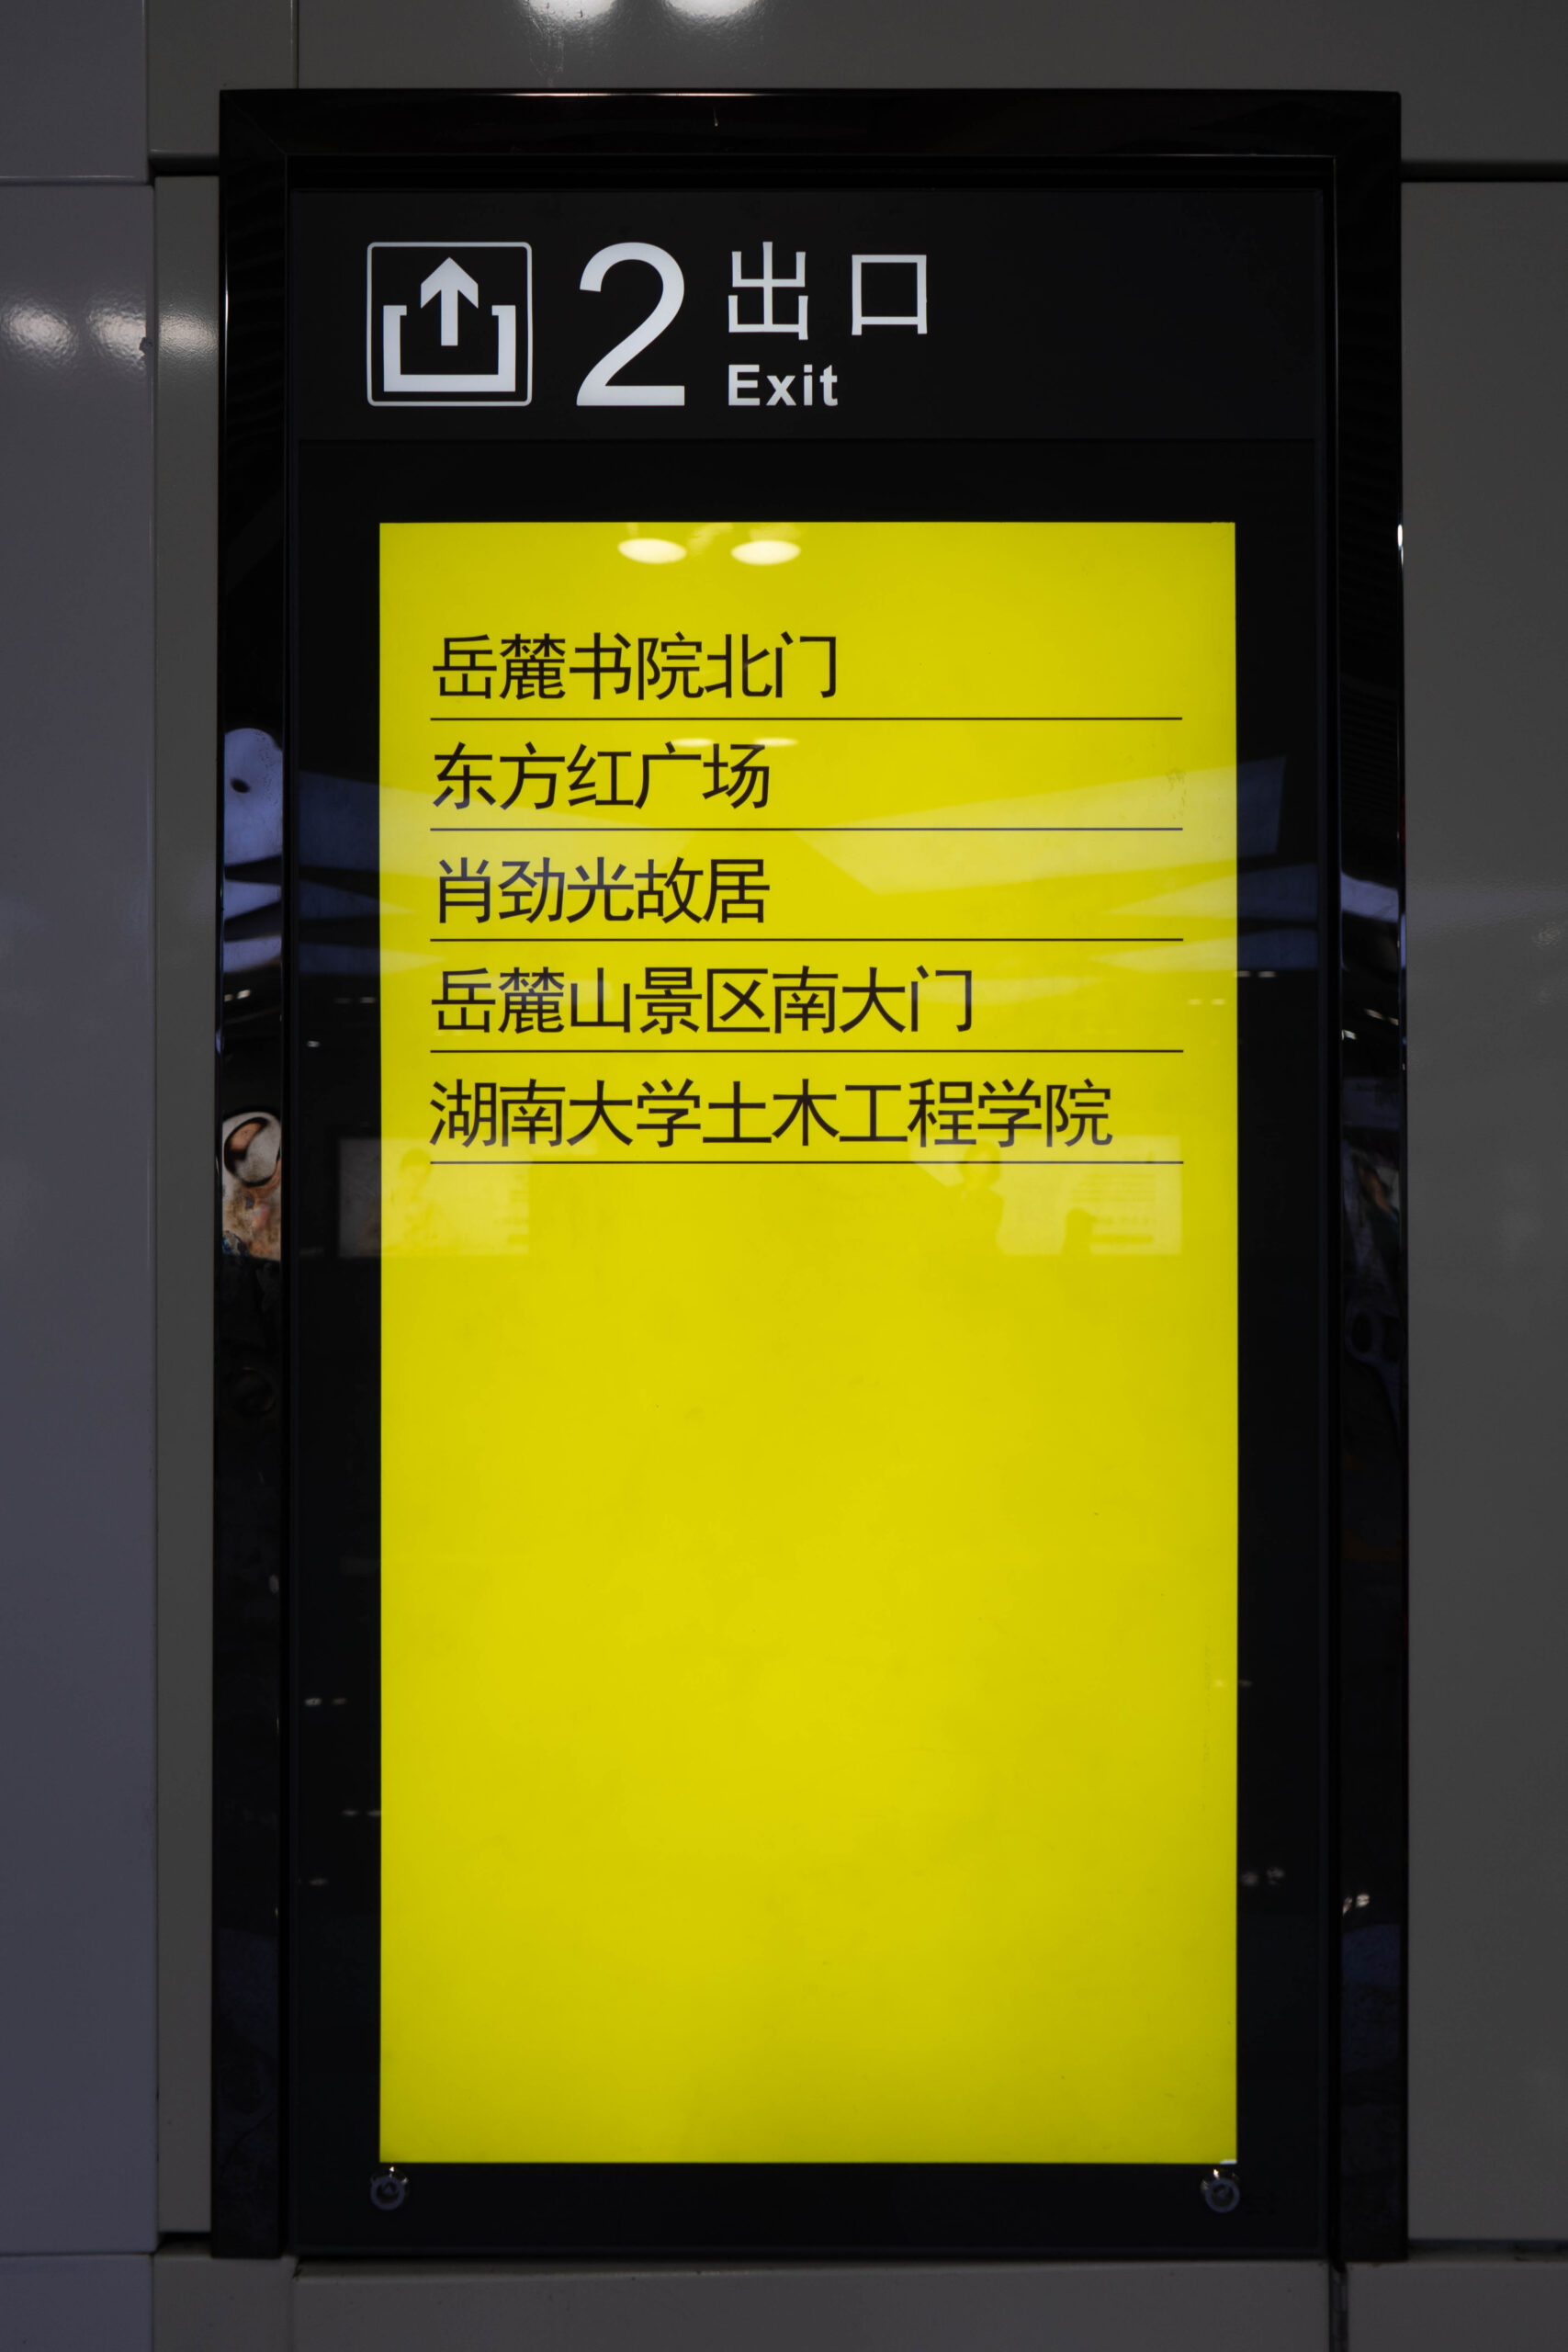 2 出口
Exit
岳麓书院北门
东方红广场
肖劲光故居
岳麓山景区南大门
湖南大学土木工程学院